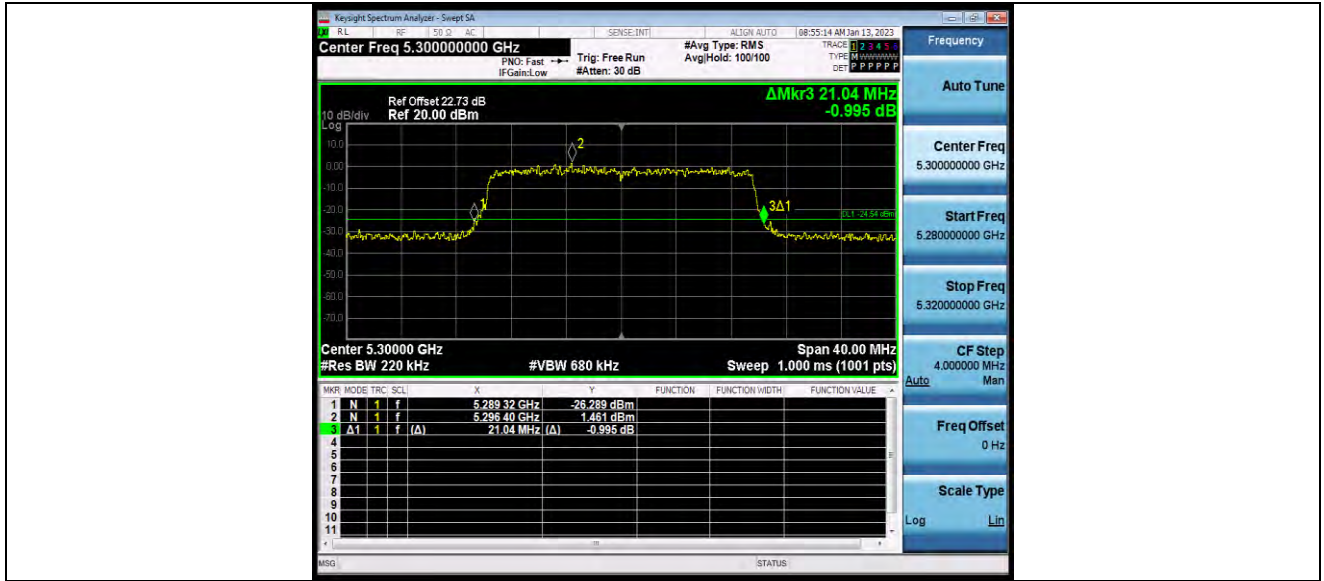 Keysight Spectrum Analyzer - Swept SA
RL RF 50 Ω AC SENSE:INT ALIGN AUTO 08:55:14 AM Jan 13, 2023
Center Freq 5.300000000 GHz #Avg Type: RMS TRACE 1 2 3 4 5 6
PNO: Fast Trig: Free Run Avg|Hold: 100/100 TYPE M WWWWW
IFGain:Low #Atten: 30 dB DET P P P P P P
Frequency
Auto Tune
ΔMkr3 21.04 MHz
-0.995 dB
Ref Offset 22.73 dB
10 dB/div Ref 20.00 dBm
Log
10.0
0.00
-10.0
-20.0
-30.0
-40.0
-50.0
-60.0
-70.0
2
1
3Δ1
DL1 -24.54 dBm
Center 5.30000 GHz Span 40.00 MHz
#Res BW 220 kHz #VBW 680 kHz Sweep 1.000 ms (1001 pts)
MKR MODE TRC SCL X Y FUNCTION FUNCTION WIDTH FUNCTION VALUE
1 N 1 f 5.289 32 GHz -26.289 dBm
2 N 1 f 5.296 40 GHz 1.461 dBm
3 Δ1 1 f (Δ) 21.04 MHz (Δ) -0.995 dB
4
5
6
7
8
9
10
11
Center Freq
5.300000000 GHz
Start Freq
5.280000000 GHz
Stop Freq
5.320000000 GHz
CF Step
4.000000 MHz
Auto Man
Freq Offset
0 Hz
Scale Type
Log Lin
MSG STATUS